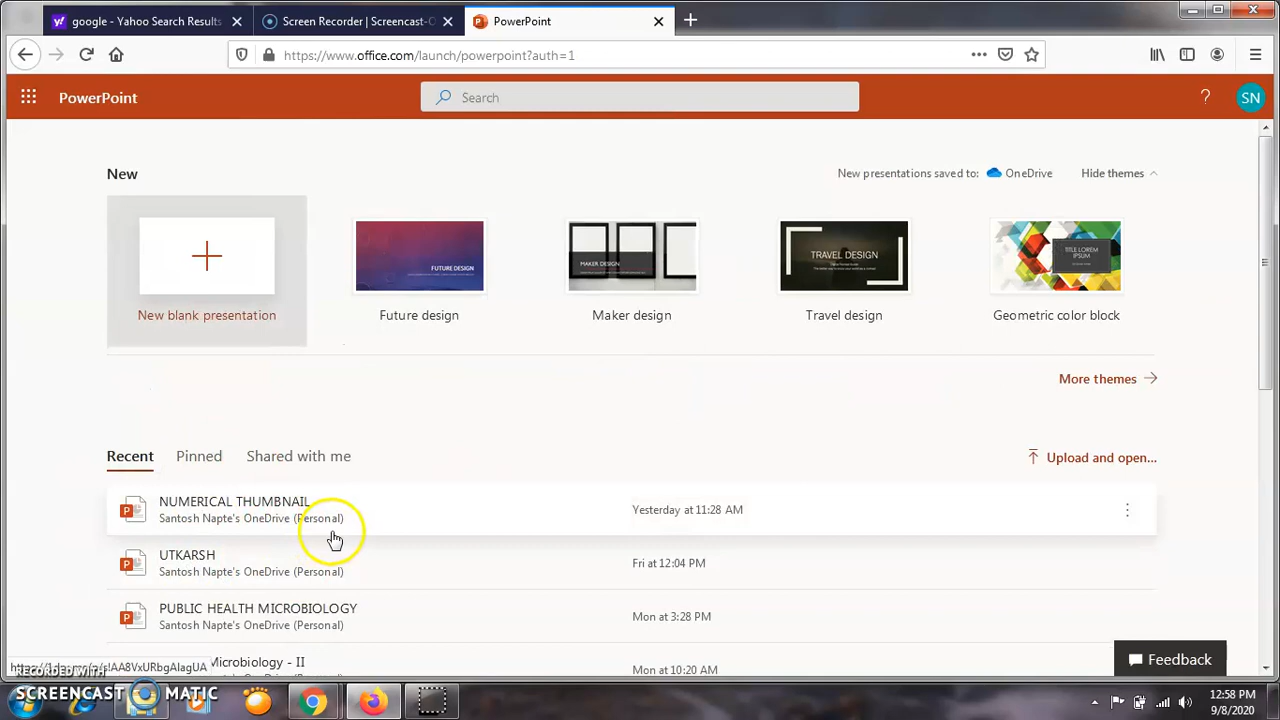 google - Yahoo Search Results
Screen Recorder | Screencast-O
PowerPoint
https://www.office.com/launch/powerpoint?auth=1
PowerPoint
Search
?
SN
New
New presentations saved to: OneDrive
Hide themes
FUTURE DESIGN
MAKER DESIGN
TRAVEL DESIGN
TITLE LOREM
IPSUM
New blank presentation
Future design
Maker design
Travel design
Geometric color block
More themes
Recent
Pinned
Shared with me
Upload and open...
NUMERICAL THUMBNAIL
Santosh Napte's OneDrive (Personal)
Yesterday at 11:28 AM
UTKARSH
Santosh Napte's OneDrive (Personal)
Fri at 12:04 PM
PUBLIC HEALTH MICROBIOLOGY
Santosh Napte's OneDrive (Personal)
Mon at 3:28 PM
Microbiology - II
Mon at 10:20 AM
Feedback
RECORDED WITH
SCREENCAST MATIC
12:58 PM
9/8/2020